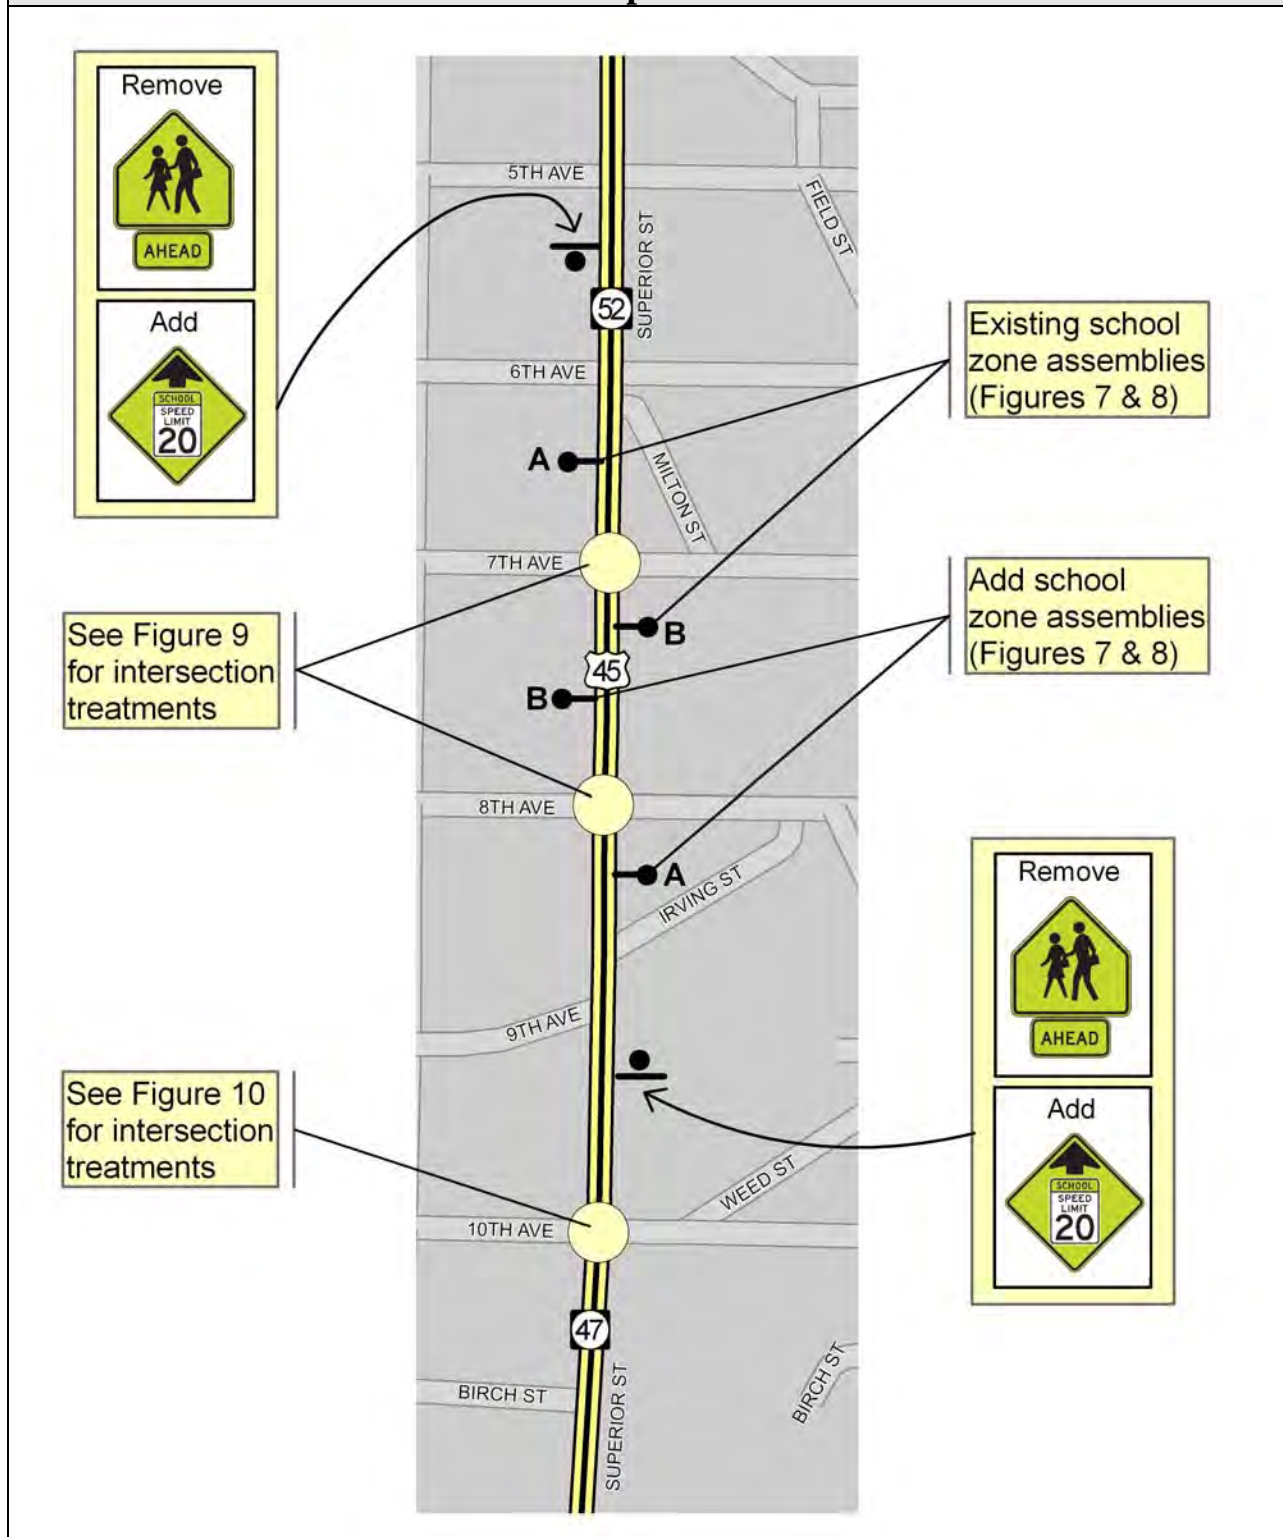 Remove
AHEAD
Add
SCHOOL
SPEED
LIMIT
20
5TH AVE
FIELD ST
SUPERIOR ST
52
Existing school
zone assemblies
(Figures 7 & 8)
6TH AVE
A
MILTON ST
7TH AVE
Add school
zone assemblies
(Figures 7 & 8)
See Figure 9
for intersection
treatments
B
45
B
8TH AVE
A
IRVING ST
Remove
AHEAD
Add
SCHOOL
SPEED
LIMIT
20
9TH AVE
See Figure 10
for intersection
treatments
WEED ST
10TH AVE
47
BIRCH ST
SUPERIOR ST
BIRCH ST